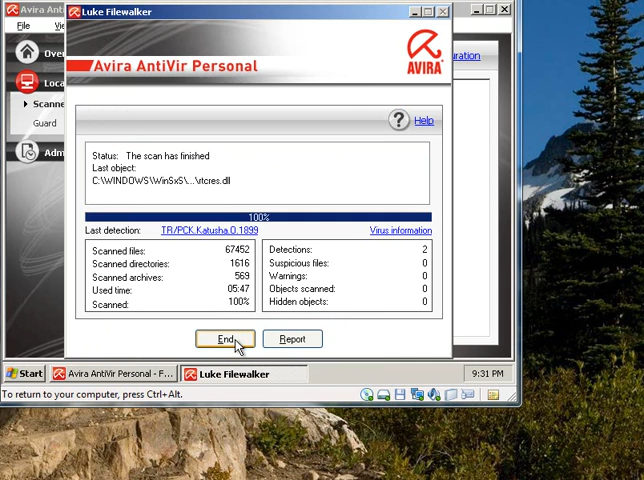 Avira An
Luke Filewalker
File
Vie
Avira AntiVir Personal
AVIRA
uration
Over
Loca
Scanne
Guard
Adm
Help
Status: The scan has finished
Last object:
C:\WINDOWS\WinSxS\...\rtcres.dll
100%
Last detection: TR/PCK.Katusha.O.1899 Virus information
Scanned files: 67452
Scanned directories: 1616
Scanned archives: 569
Used time: 05:47
Scanned: 100%
Detections: 2
Suspicious files: 0
Warnings: 0
Objects scanned: 0
Hidden objects: 0
End
Report
Start
Avira AntiVir Personal - F...
Luke Filewalker
9:31 PM
To return to your computer, press Ctrl+Alt.